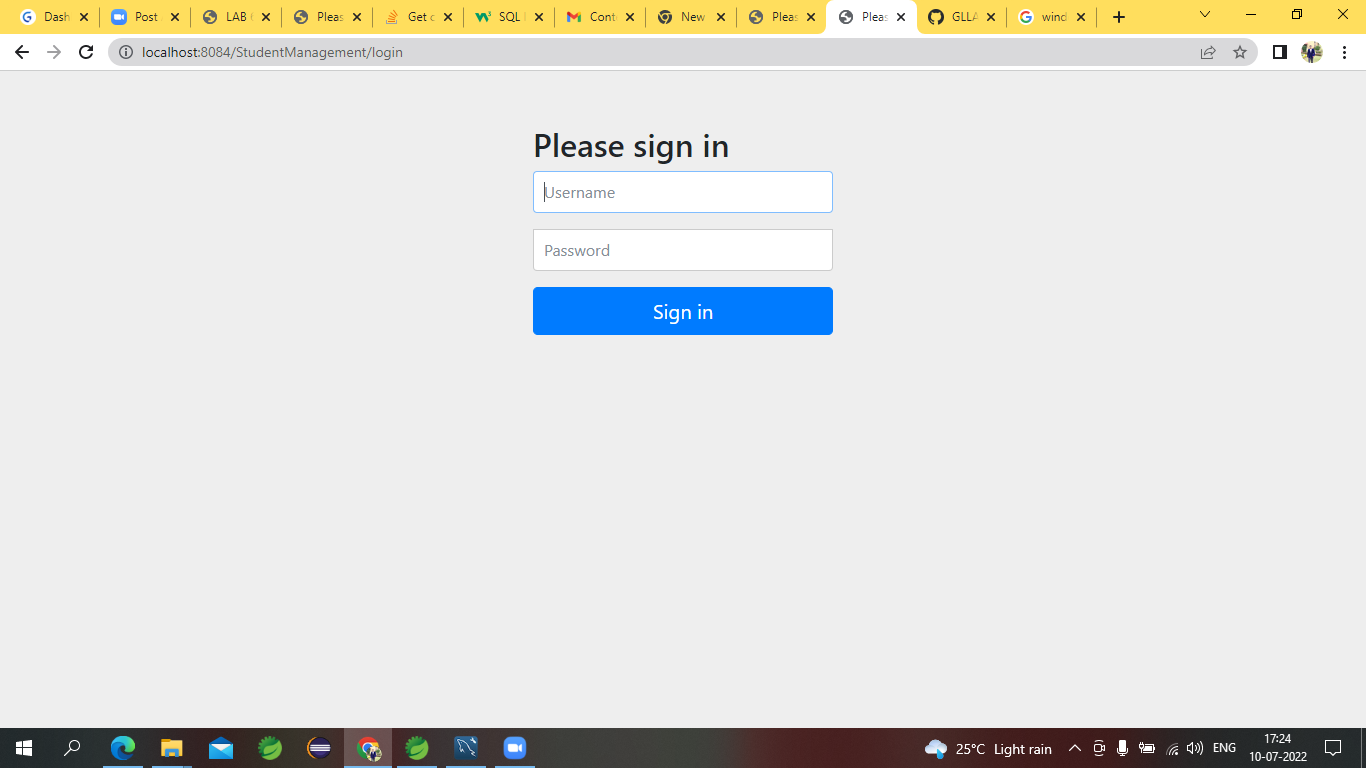 Dash
Post
LAB
Pleas
Get c
SQL
Conte
New
Pleas
Pleas
GLLA
wind
localhost:8084/StudentManagement/login
Please sign in
Username
Password
Sign in
25°C Light rain
ENG
17:24
10-07-2022